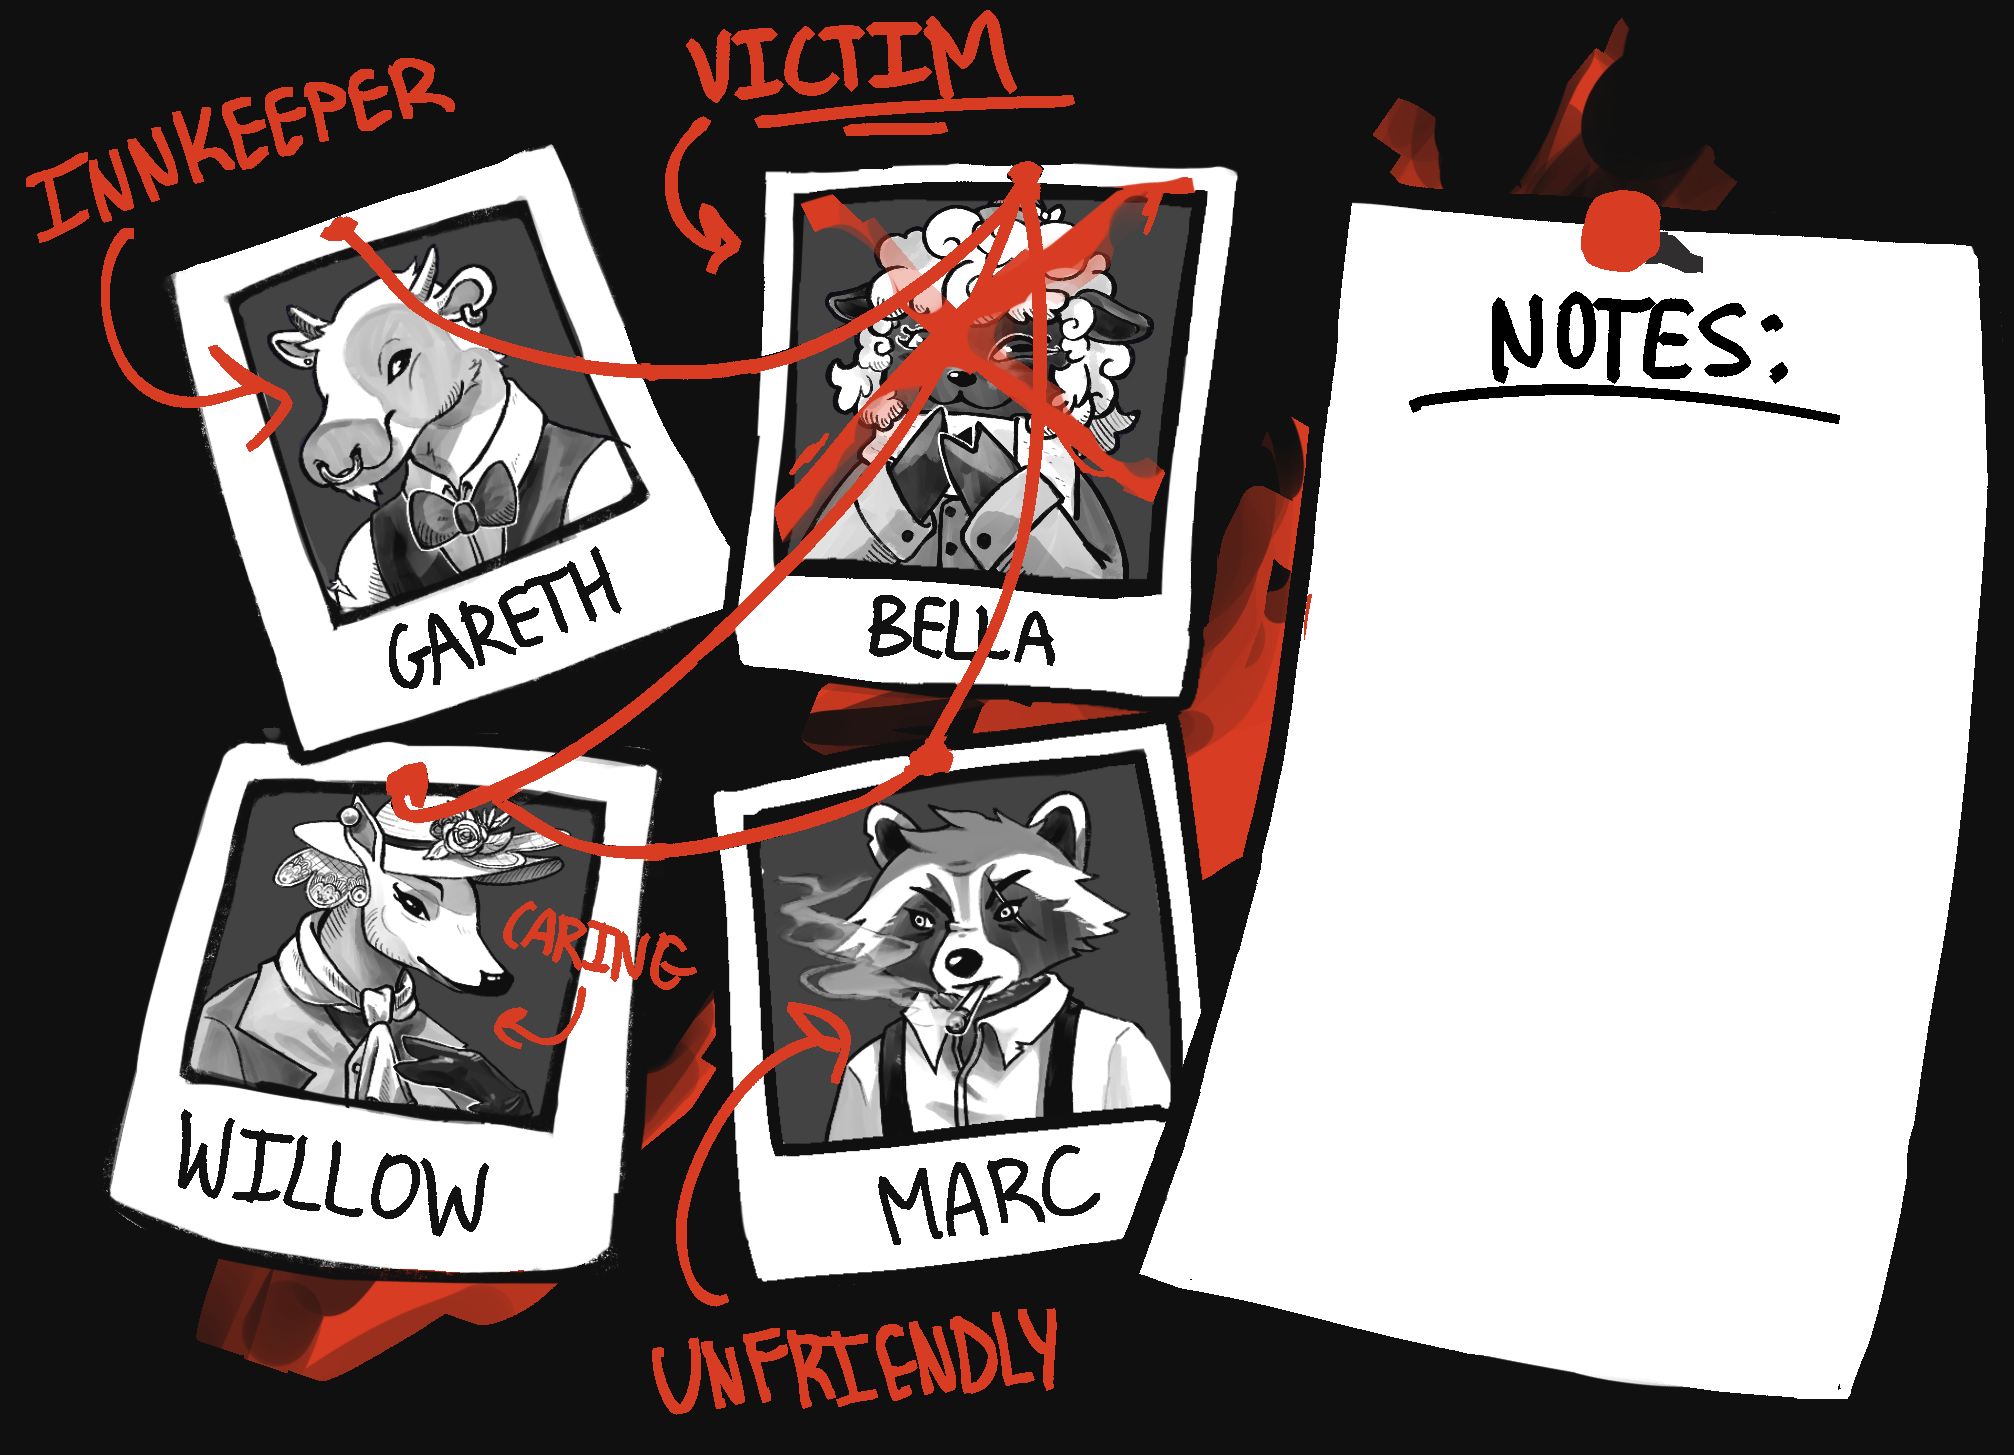 INNKEEPER
VICTIM
GARETH
BELLA
WILLOW
CARING
MARC
UNFRIENDLY
NOTES: